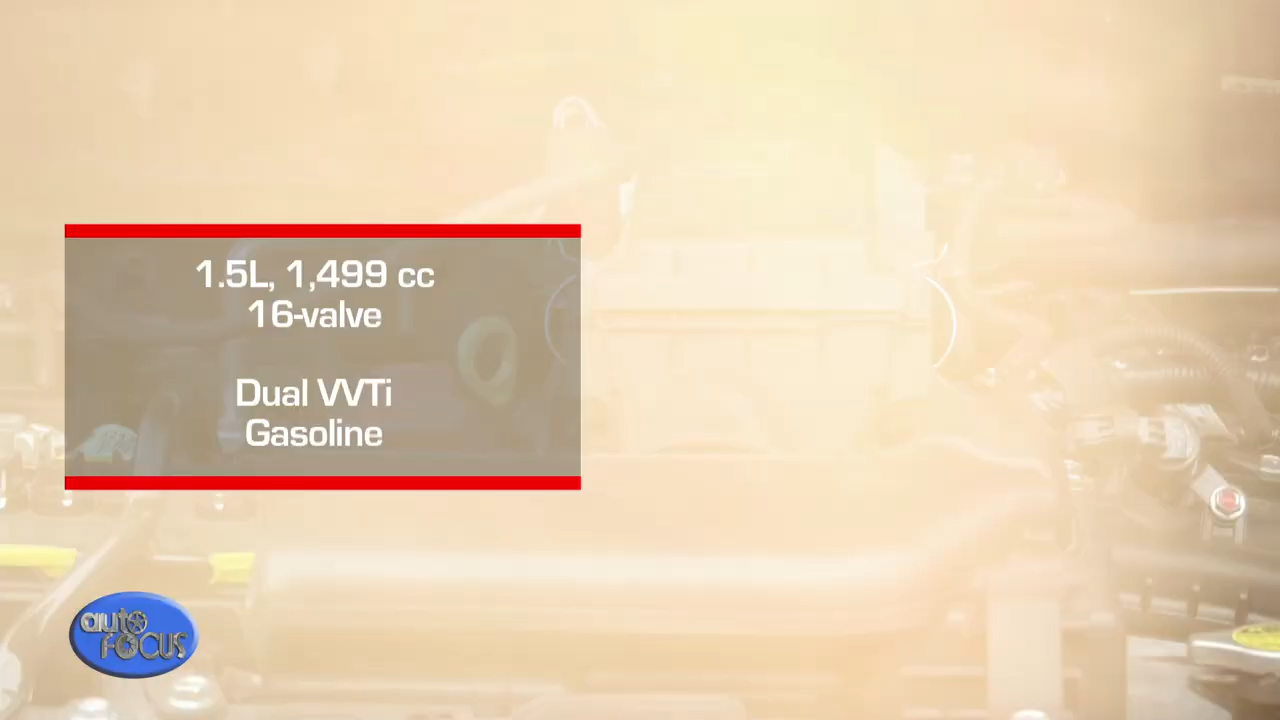 1.5L, 1,499 cc
16-valve
Dual VVTi
Gasoline
auto
FOCUS